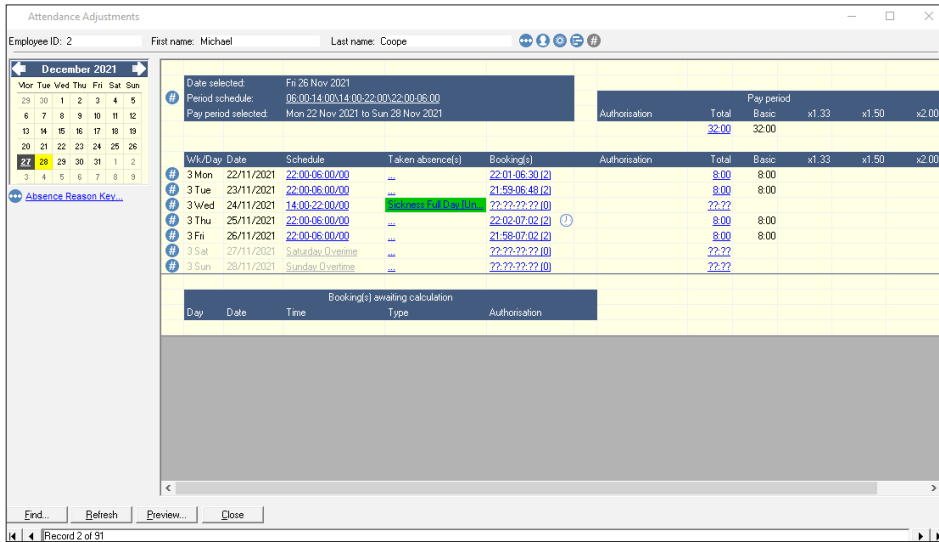 Attendance Adjustments
Employee ID: 2 First name: Michael Last name: Coope
December 2021
Mor Tue Wed Thu Fri Sat Sun
29 30 1 2 3 4 5
6 7 8 9 10 11 12
13 14 15 16 17 18 19
20 21 22 23 24 25 26
27 28 29 30 31 1 2
3 4 5 6 7 8 9
Absence Reason Key...
Date selected: Fri 26 Nov 2021
Period schedule: 06:00-14:00\14:00-22:00\22:00-06:00
Pay period selected: Mon 22 Nov 2021 to Sun 28 Nov 2021
Pay period
Authorisation Total Basic x1.33 x1.50 x2.00
32:00 32:00
Wk/Day Date Schedule Taken absence(s) Booking(s) Authorisation Total Basic x1.33 x1.50 x2.00
# 3 Mon 22/11/2021 22:00-06:00/00 ... 22:01-06:30 (2) 8:00 8:00
# 3 Tue 23/11/2021 22:00-06:00/00 ... 21:59-06:48 (2) 8:00 8:00
# 3 Wed 24/11/2021 14:00-22:00/00 Sickness Full Day [Un... ??:??-??:?? (0) ??:??
# 3 Thu 25/11/2021 22:00-06:00/00 ... 22:02-07:02 (2) 8:00 8:00
# 3 Fri 26/11/2021 22:00-06:00/00 ... 21:58-07:02 (2) 8:00 8:00
# 3 Sat 27/11/2021 Saturday Overime ... ??:??-??:?? (0) ??:??
# 3 Sun 28/11/2021 Sunday Overtime ... ??:??-??:?? (0) ??:??
Booking(s) awaiting calculation
Day Date Time Type Authorisation
Find... Refresh Preview... Close
Record 2 of 91